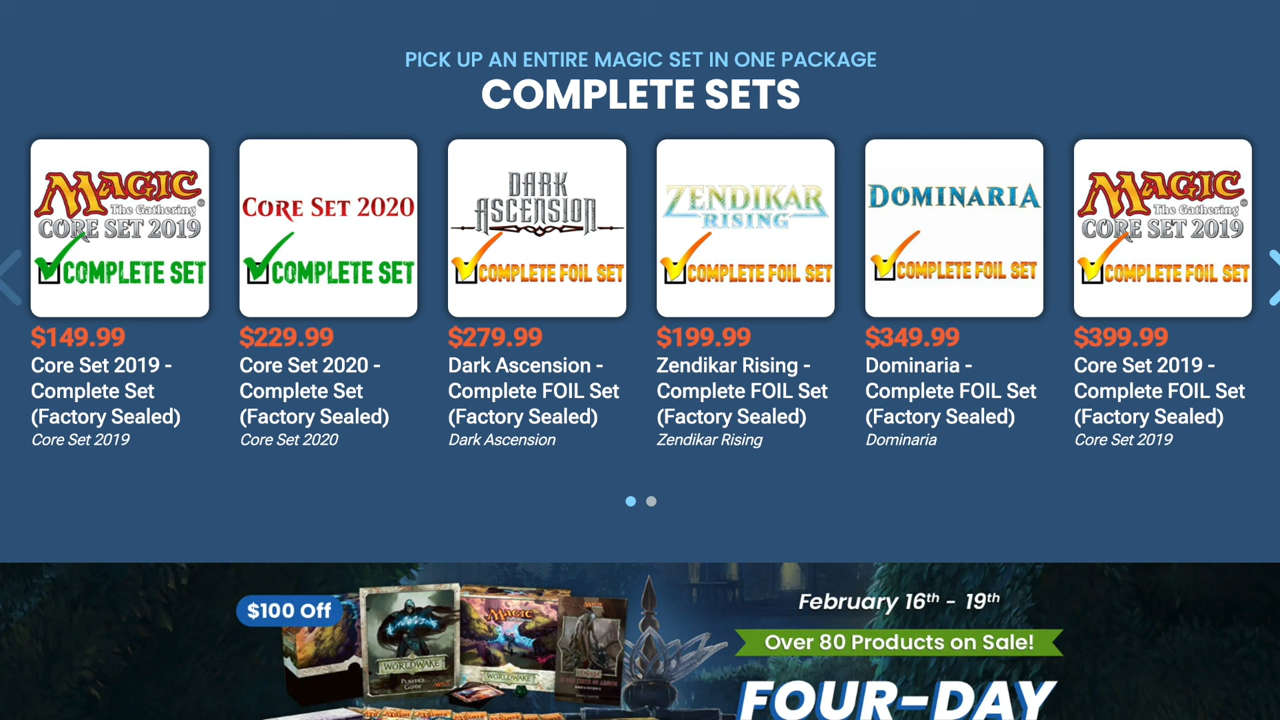 PICK UP AN ENTIRE MAGIC SET IN ONE PACKAGE
COMPLETE SETS
MAGIC
The Gathering®
CORE SET 2019
COMPLETE SET
$149.99
Core Set 2019 -
Complete Set
(Factory Sealed)
Core Set 2019
CORE SET 2020
COMPLETE SET
$229.99
Core Set 2020 -
Complete Set
(Factory Sealed)
Core Set 2020
DARK
ASCENSION
COMPLETE FOIL SET
$279.99
Dark Ascension -
Complete FOIL Set
(Factory Sealed)
Dark Ascension
ZENDIKAR
RISING
COMPLETE FOIL SET
$199.99
Zendikar Rising -
Complete FOIL Set
(Factory Sealed)
Zendikar Rising
DOMINARIA
COMPLETE FOIL SET
$349.99
Dominaria -
Complete FOIL Set
(Factory Sealed)
Dominaria
MAGIC
The Gathering®
CORE SET 2019
COMPLETE FOIL SET
$399.99
Core Set 2019 -
Complete FOIL Set
(Factory Sealed)
Core Set 2019
$100 Off
WORLDWAKE
PLAYER'S
GUIDE
MAGIC
WORLDWAKE
February 16th - 19th
Over 80 Products on Sale!
FOUR-DAY